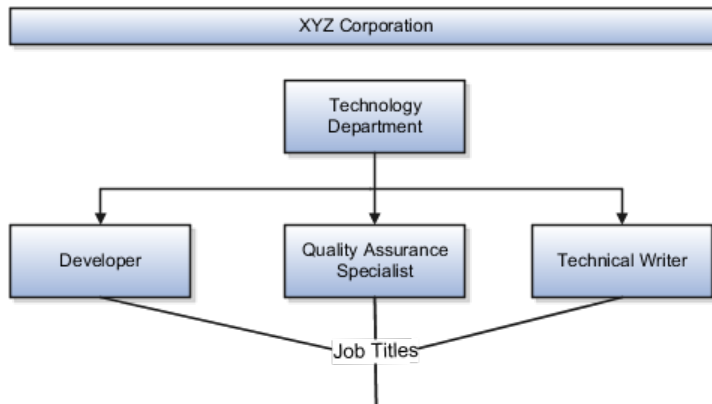 XYZ Corporation
Technology
Department
Developer
Quality Assurance
Specialist
Technical Writer
Job Titles